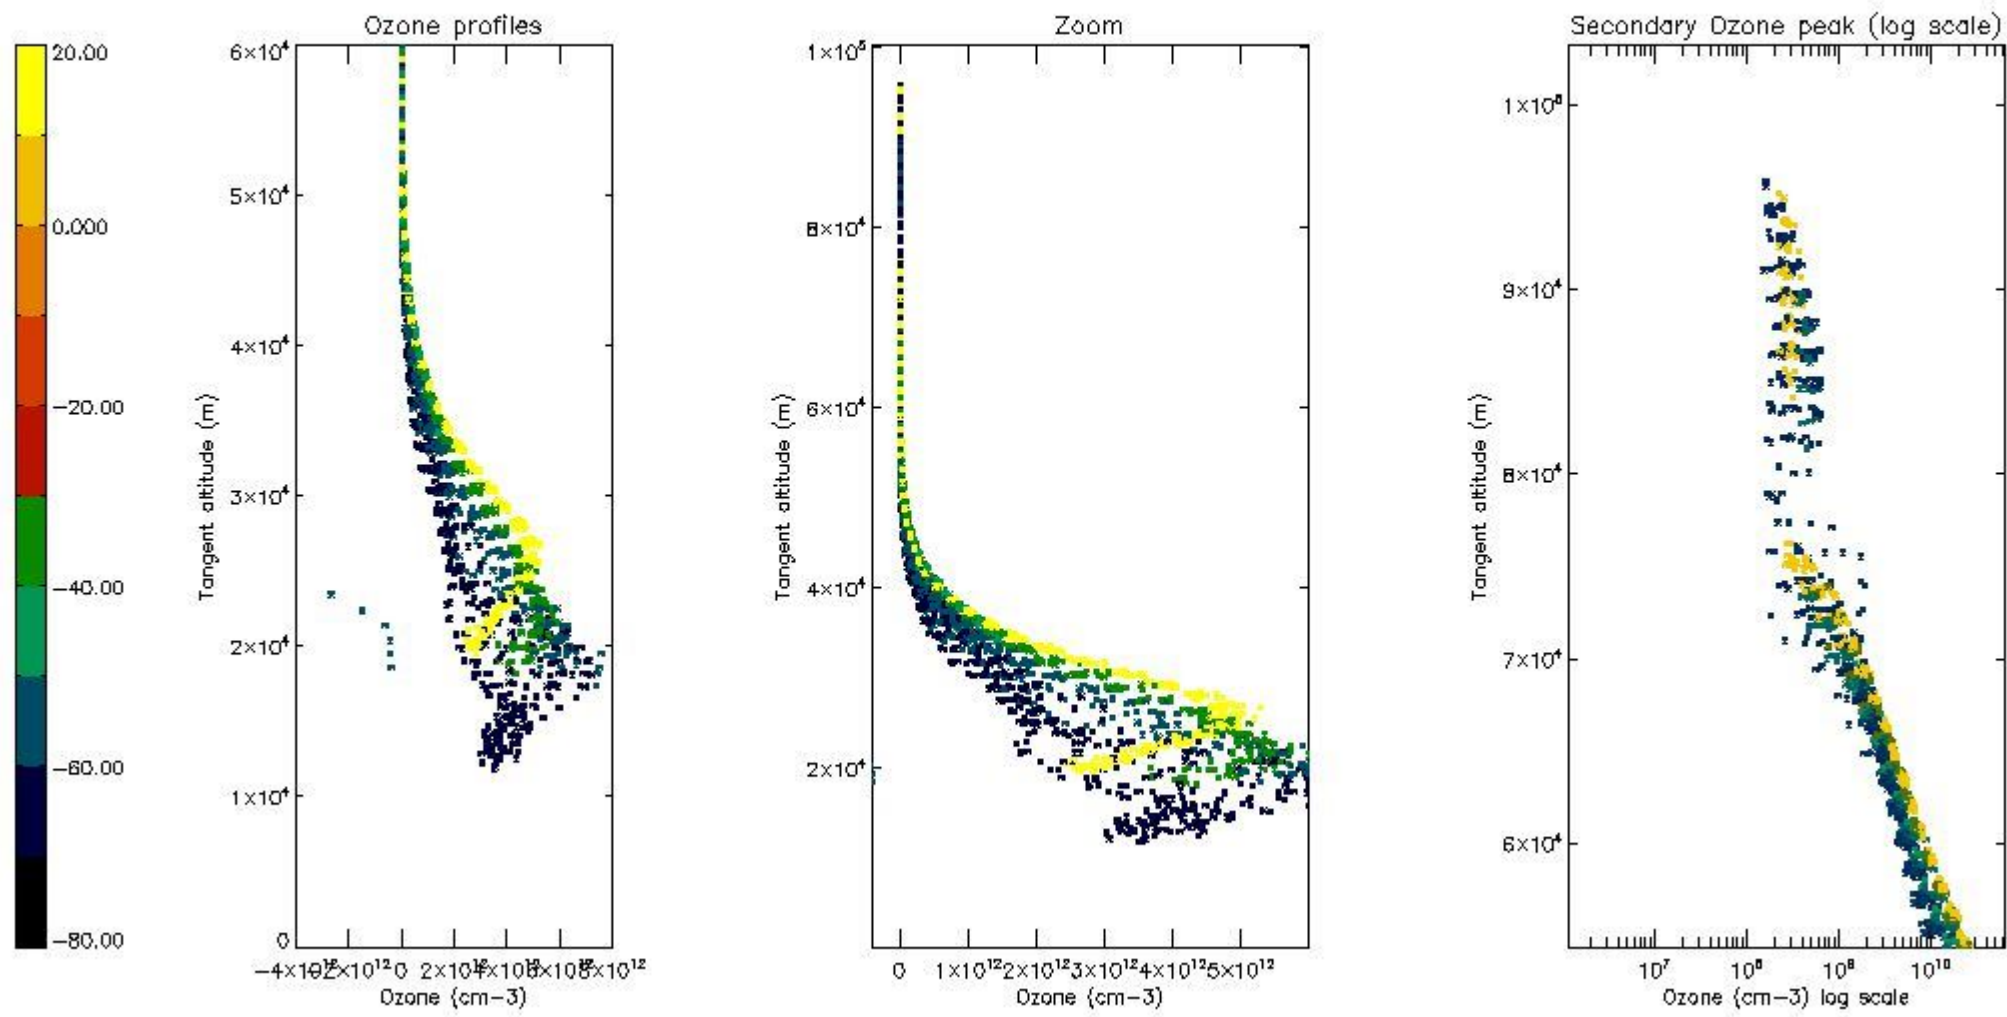 Ozone profiles
Zoom
Secondary Ozone peak (log scale)
20.00
0.000
−20.00
−40.00
−60.00
−80.00
6×10⁴
5×10⁴
4×10⁴
3×10⁴
2×10⁴
1×10⁴
0
Tangent altitude (m)
0
Ozone (cm−3)
1×10⁵
8×10⁴
6×10⁴
4×10⁴
2×10⁴
Tangent altitude (m)
0 1×10¹² 2×10¹² 3×10¹² 4×10¹² 5×10¹²
Ozone (cm−3)
9×10⁴
8×10⁴
7×10⁴
6×10⁴
Tangent altitude (m)
10⁷ 10¹⁰
Ozone (cm−3) log scale